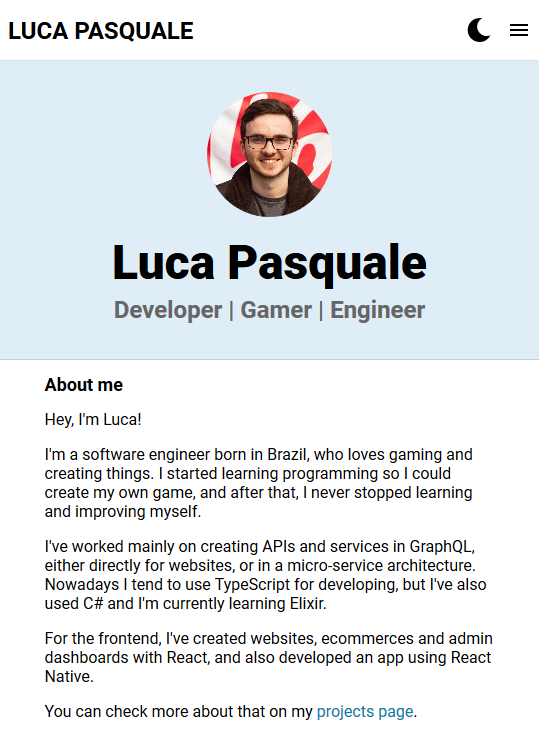 LUCA PASQUALE
Luca Pasquale
Developer | Gamer | Engineer
About me
Hey, I'm Luca!
I'm a software engineer born in Brazil, who loves gaming and
creating things. I started learning programming so I could
create my own game, and after that, I never stopped learning
and improving myself.
I've worked mainly on creating APIs and services in GraphQL,
either directly for websites, or in a micro-service architecture.
Nowadays I tend to use TypeScript for developing, but I've also
used C# and I'm currently learning Elixir.
For the frontend, I've created websites, ecommerces and admin
dashboards with React, and also developed an app using React
Native.
You can check more about that on my projects page.